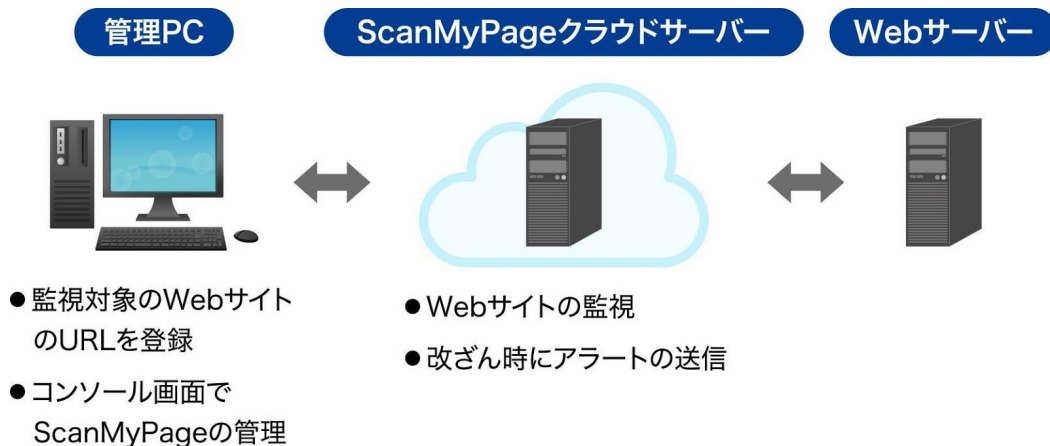 管理PC
ScanMyPageクラウドサーバー
Webサーバー
●監視対象のWebサイト
のURLを登録
●コンソール画面で
ScanMyPageの管理
●Webサイトの監視
●改ざん時にアラートの送信